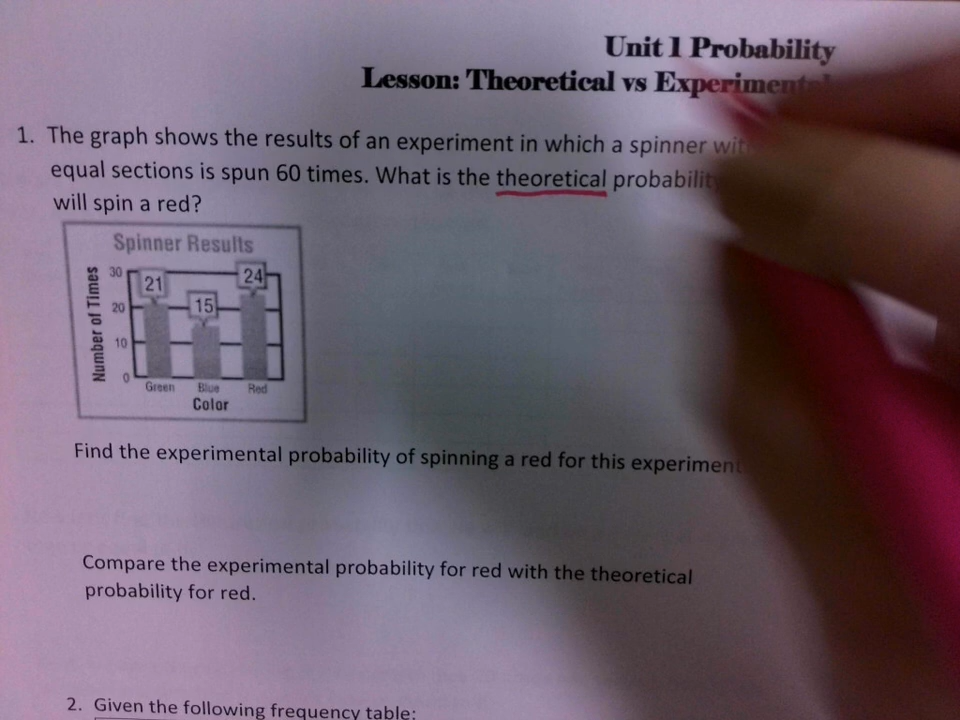 Unit 1 Probability
Lesson: Theoretical vs
1. The graph shows the results of an experiment in which a spinner
equal sections is spun 60 times. What is the theoretical probability
will spin a red?
Spinner Results
Number of Times
30
20
10
0
21
15
24
Green Blue Red
Color
Find the experimental probability of spinning a red for this experiment
Compare the experimental probability for red with the theoretical
probability for red.
2. Given the following frequency table: